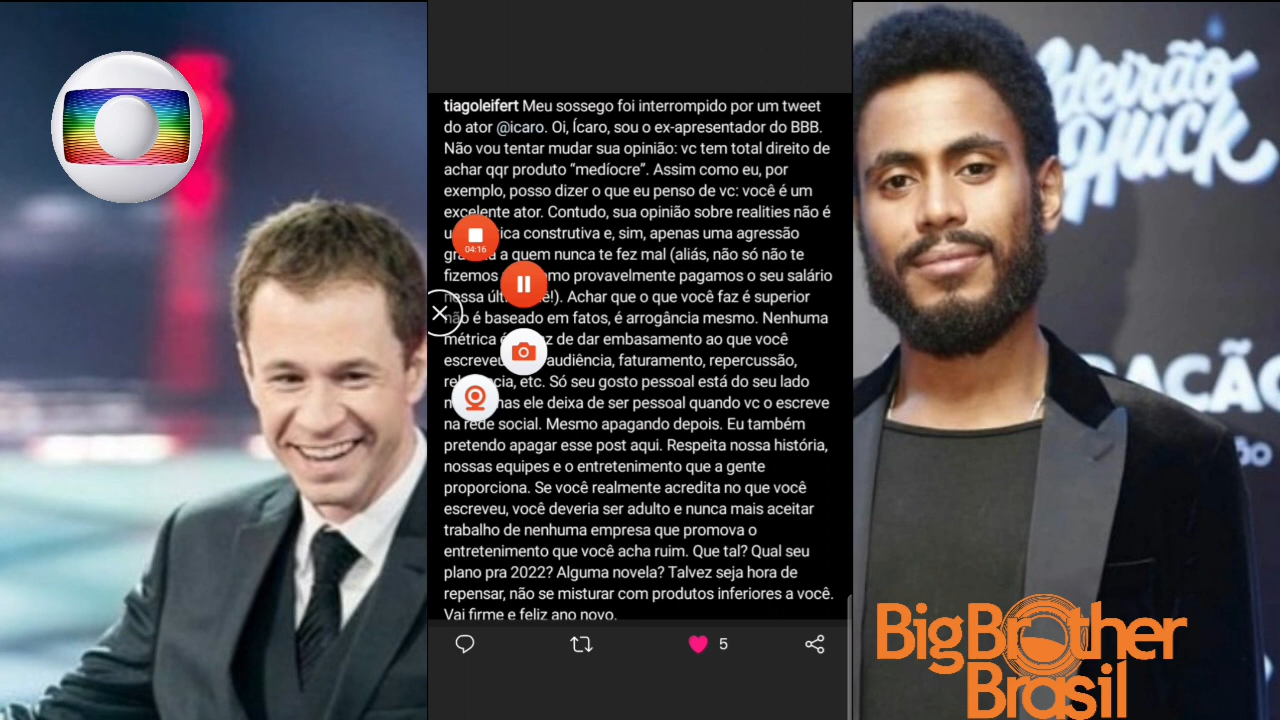 tiagoleifert Meu sossego foi interrompido por um tweet
do ator @icaro. Oi, Ícaro, sou o ex-apresentador do BBB.
Não vou tentar mudar sua opinião: vc tem total direito de
achar qqr produto “medíocre”. Assim como eu, por
exemplo, posso dizer o que eu penso de vc: você é um
excelente ator. Contudo, sua opinião sobre realities não é
construtiva e, sim, apenas uma agressão
a quem nunca te fez mal (aliás, não só não te
fizemos provavelmente pagamos o seu salário
nessa Achar que o que você faz é superior
não é baseado em fatos, é arrogância mesmo. Nenhuma
métrica de dar embasamento ao que você
escreveu audiência, faturamento, repercussão,
etc. Só seu gosto pessoal está do seu lado
mas ele deixa de ser pessoal quando vc o escreve
na rede social. Mesmo apagando depois. Eu também
pretendo apagar esse post aqui. Respeita nossa história,
nossas equipes e o entretenimento que a gente
proporciona. Se você realmente acredita no que você
escreveu, você deveria ser adulto e nunca mais aceitar
trabalho de nenhuma empresa que promova o
entretenimento que você acha ruim. Que tal? Qual seu
plano pra 2022? Alguma novela? Talvez seja hora de
repensar, não se misturar com produtos inferiores a você.
Vai firme e feliz ano novo.
04:16
5
BigBrother
Brasil